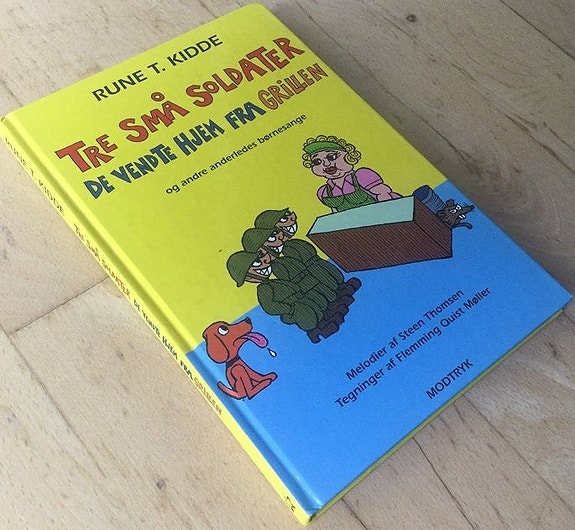 RUNE T. KIDDE
TRE SMÅ SOLDATER
DE VENDTE HJEM FRA GRILLEN
og andre anderledes børnesange
Melodier af Steen Thomsen
Tegninger af Flemming Quist Møller
MODTRYK
RUNE T. KIDDE TRE SMÅ SOLDATER DE VENDTE HJEM FRA GRILLEN